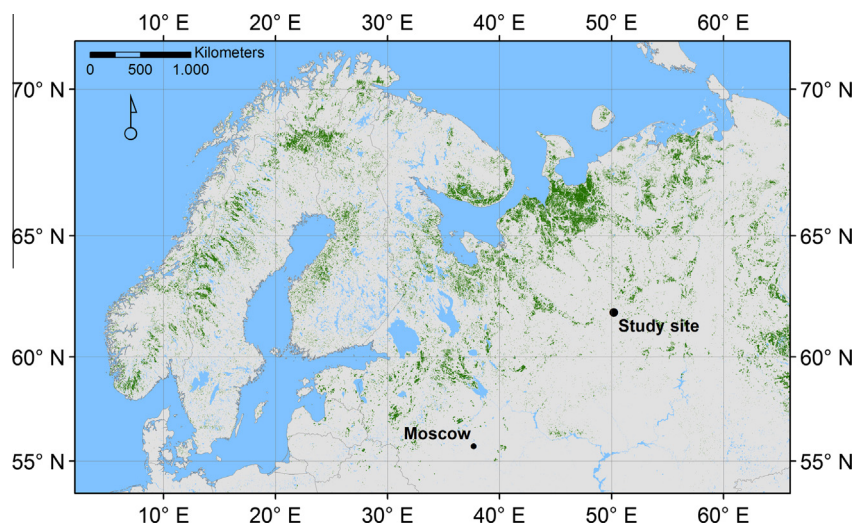 10° E 20° E 30° E 40° E 50° E 60° E
Kilometers
0 500 1.000
70° N 70° N
65° N 65° N
Study site
60° N 60° N
Moscow
55° N 55° N
10° E 20° E 30° E 40° E 50° E 60° E